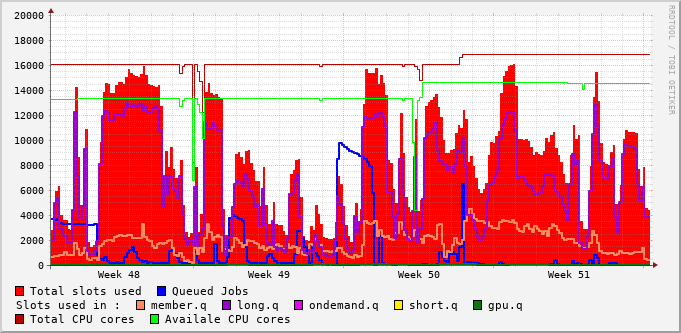 20000
18000
16000
14000
12000
10000
8000
6000
4000
2000
0
Week 48 Week 49 Week 50 Week 51
Total slots used Queued Jobs
Slots used in : member.q long.q ondemand.q short.q gpu.q
Total CPU cores Availale CPU cores
RRDTOOL / TOBI OETIKER